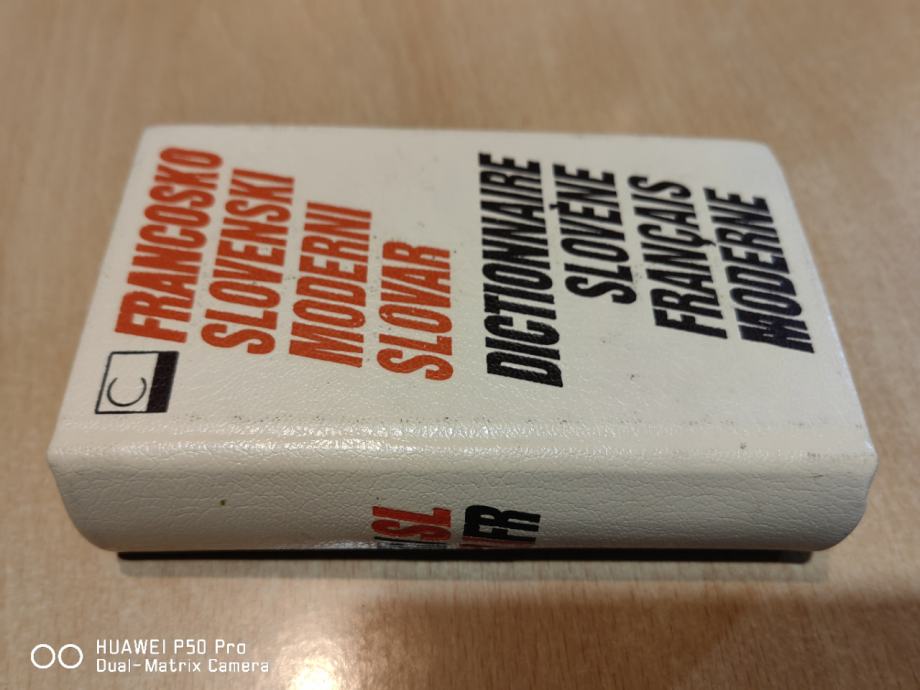 C
FRANCOSKO
SLOVENSKI
MODERNI
SLOVAR
DICTIONNAIRE
SLOVÈNE
FRANÇAIS
MODERNE
SL
FR
HUAWEI P50 Pro
Dual-Matrix Camera